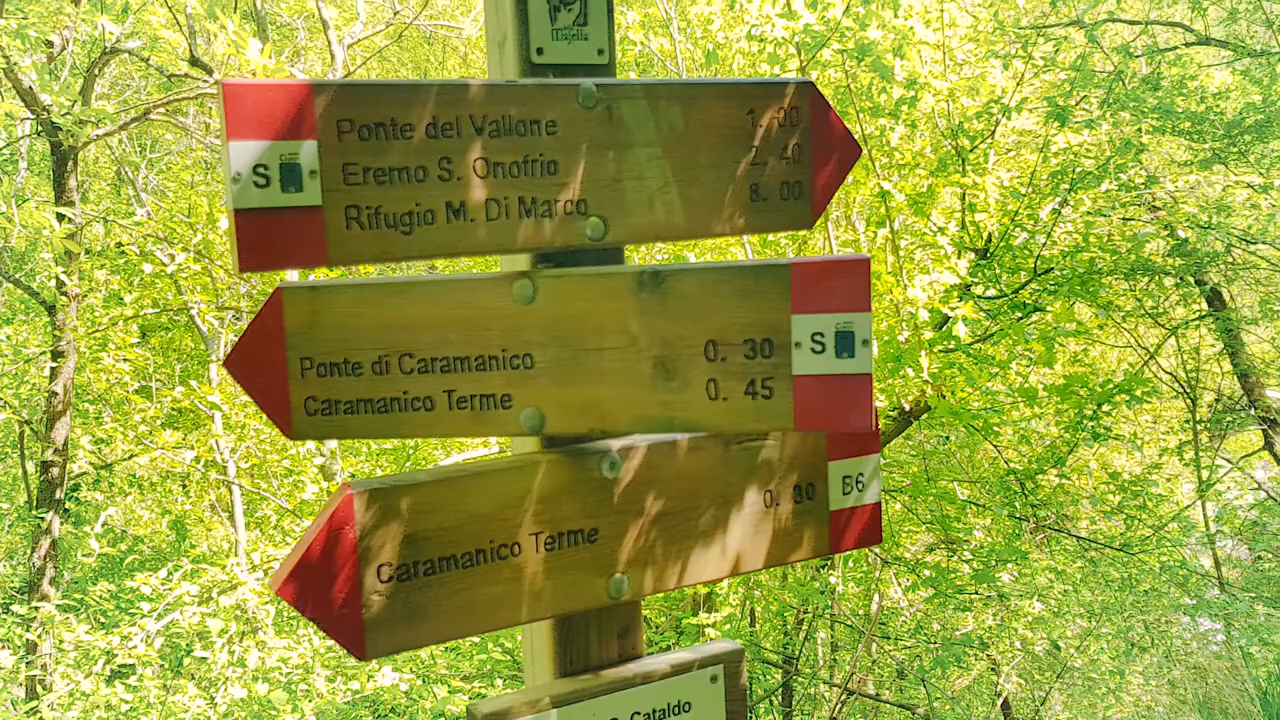 Majella
Ponte del Vallone 1. 00
S Eremo S. Onofrio 2. 40
Rifugio M. Di Marco 8. 00
S
Ponte di Caramanico 0. 30
Caramanico Terme 0. 45
B6
Caramanico Terme 0. 30
Cataldo